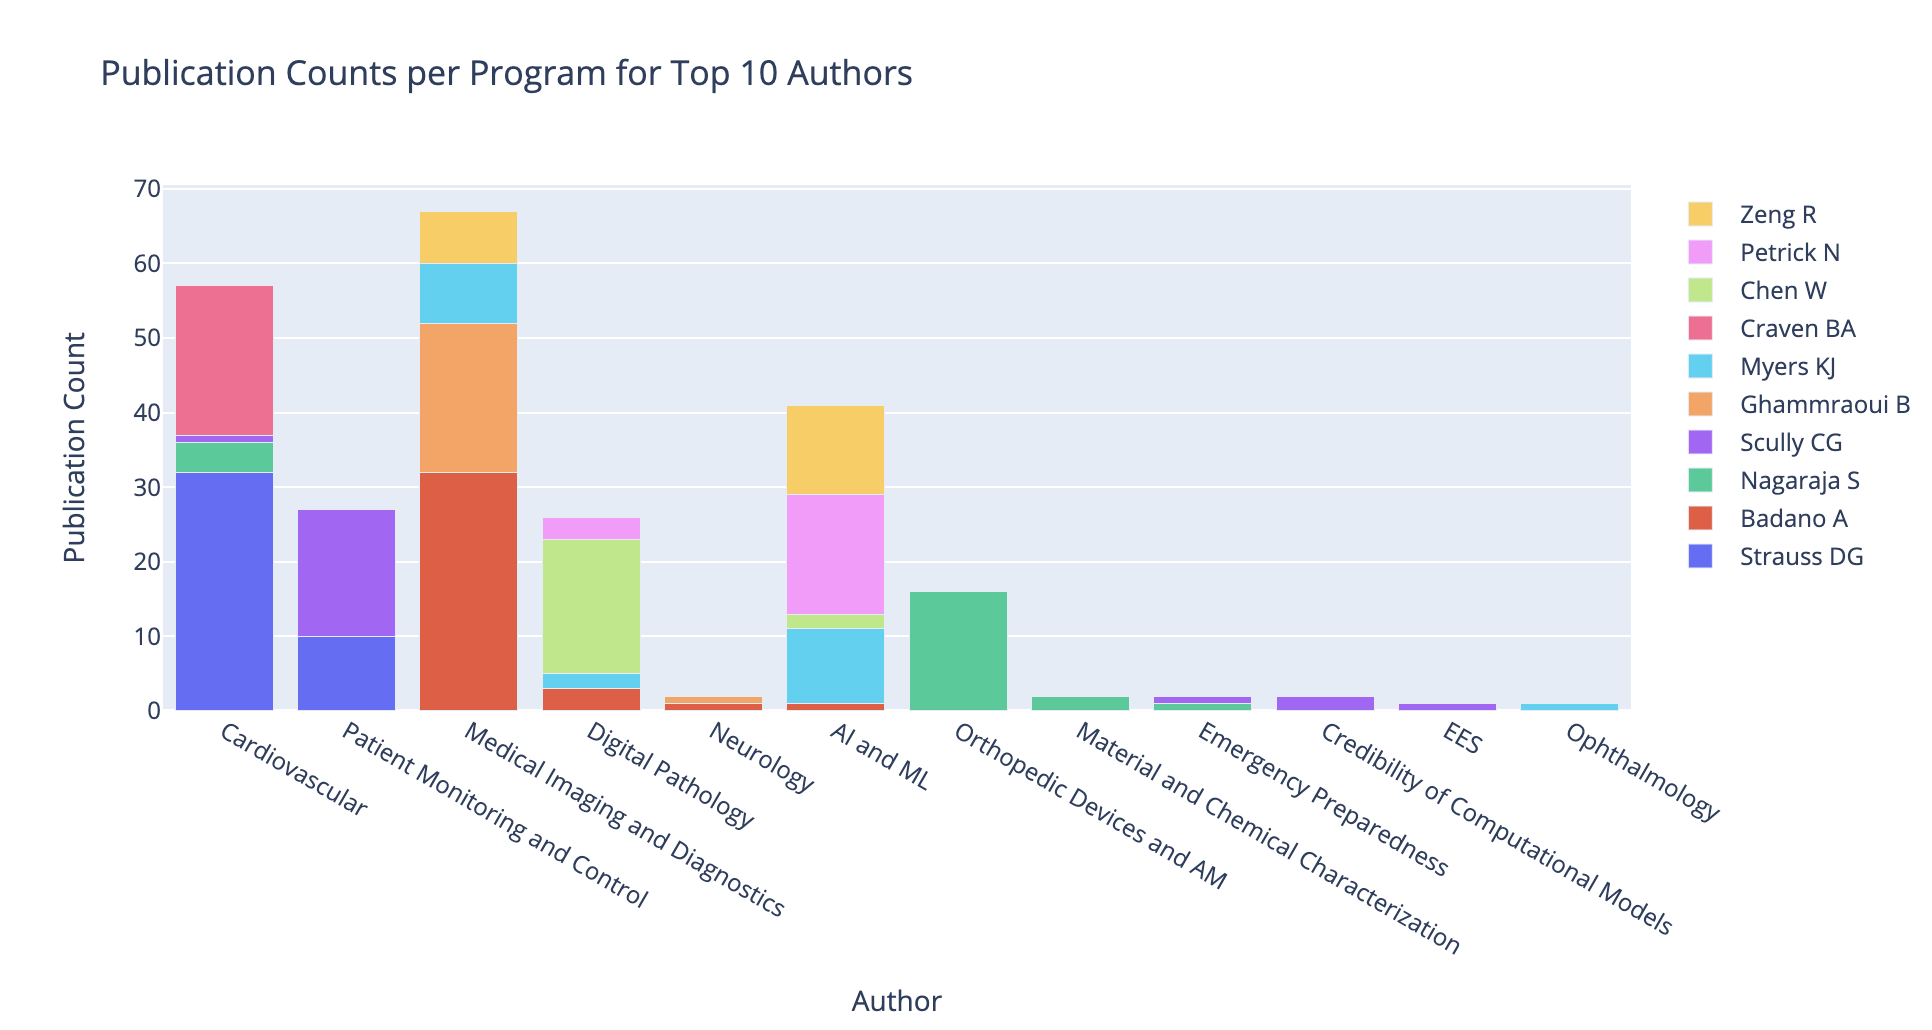 Publication Counts per Program for Top 10 Authors
Publication Count
70
60
50
40
30
20
10
0
Cardiovascular
Patient Monitoring and Control
Medical Imaging and Diagnostics
Digital Pathology
Neurology
AI and ML
Orthopedic Devices and AM
Material and Chemical Characterization
Emergency Preparedness
Credibility of Computational Models
EES
Ophthalmology
Author
Zeng R
Petrick N
Chen W
Craven BA
Myers KJ
Ghammraoui B
Scully CG
Nagaraja S
Badano A
Strauss DG